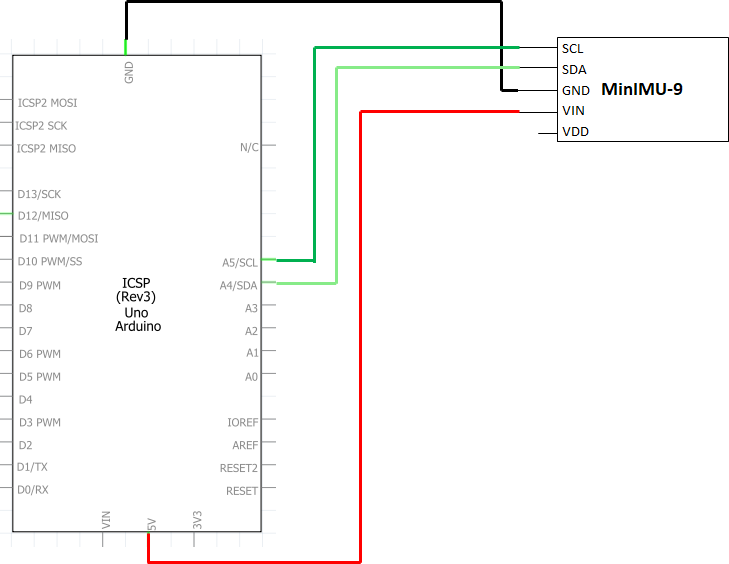 GND
ICSP2 MOSI
ICSP2 SCK
ICSP2 MISO
N/C
D13/SCK
D12/MISO
D11 PWM/MOSI
D10 PWM/SS
A5/SCL
D9 PWM
A4/SDA
D8
A3
D7
A2
D6 PWM
A1
D5 PWM
A0
D4
D3 PWM
IOREF
D2
AREF
D1/TX
RESET2
D0/RX
RESET
ICSP
(Rev3)
Uno
Arduino
VIN
5V
3V3
SCL
SDA
GND
VIN
VDD
MinIMU-9